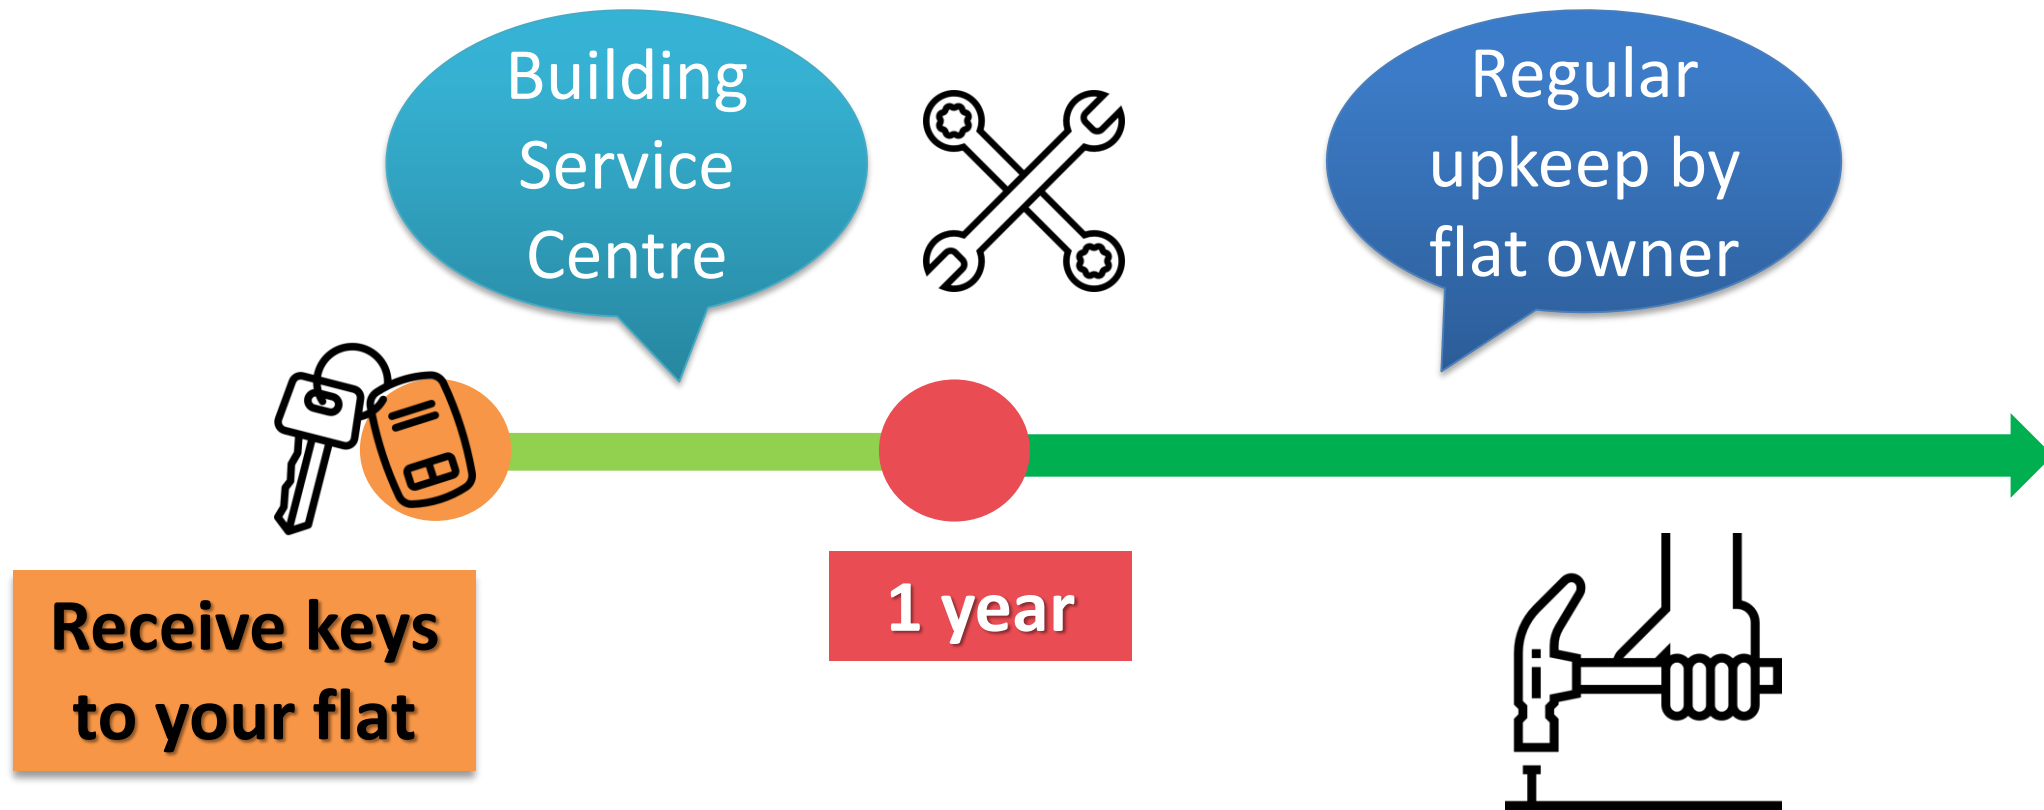 Building
Service
Centre
Regular
upkeep by
flat owner
Receive keys
to your flat
1 year